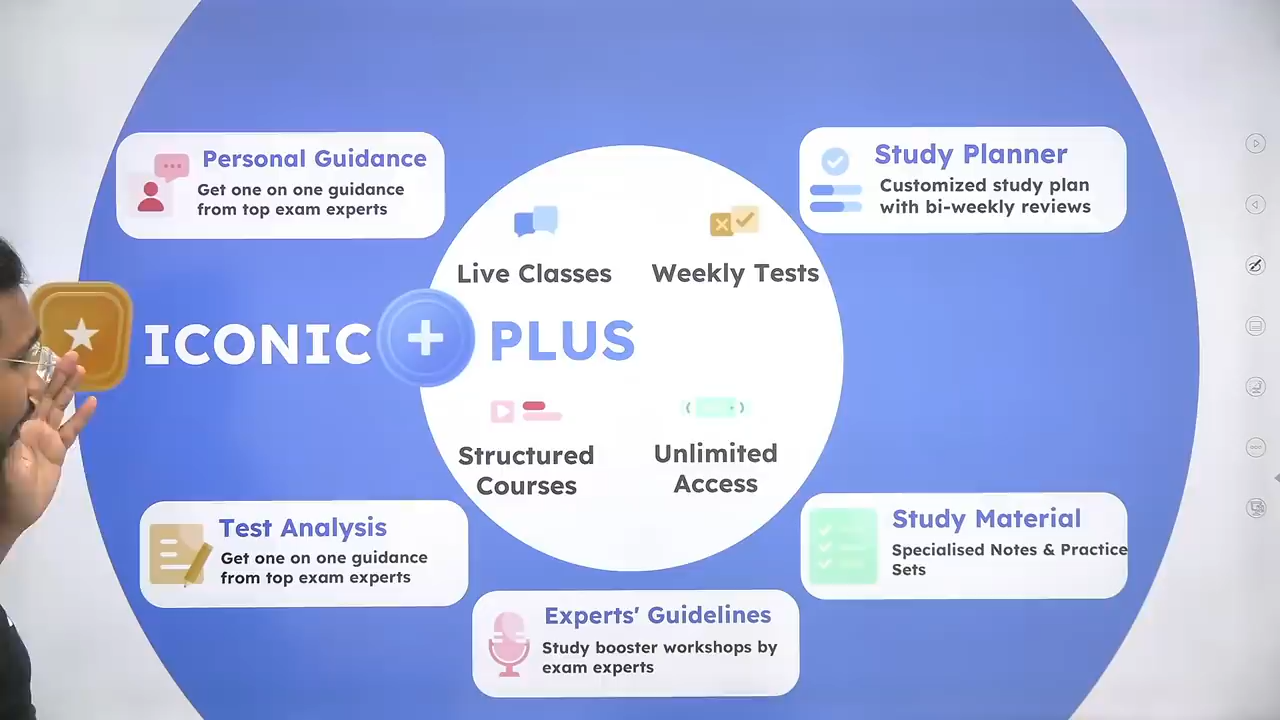 Personal Guidance
Get one on one guidance
from top exam experts
Study Planner
Customized study plan
with bi-weekly reviews
Live Classes
Weekly Tests
ICONIC
PLUS
Structured
Courses
Unlimited
Access
Test Analysis
Get one on one guidance
from top exam experts
Study Material
Specialised Notes & Practice
Sets
Experts' Guidelines
Study booster workshops by
exam experts